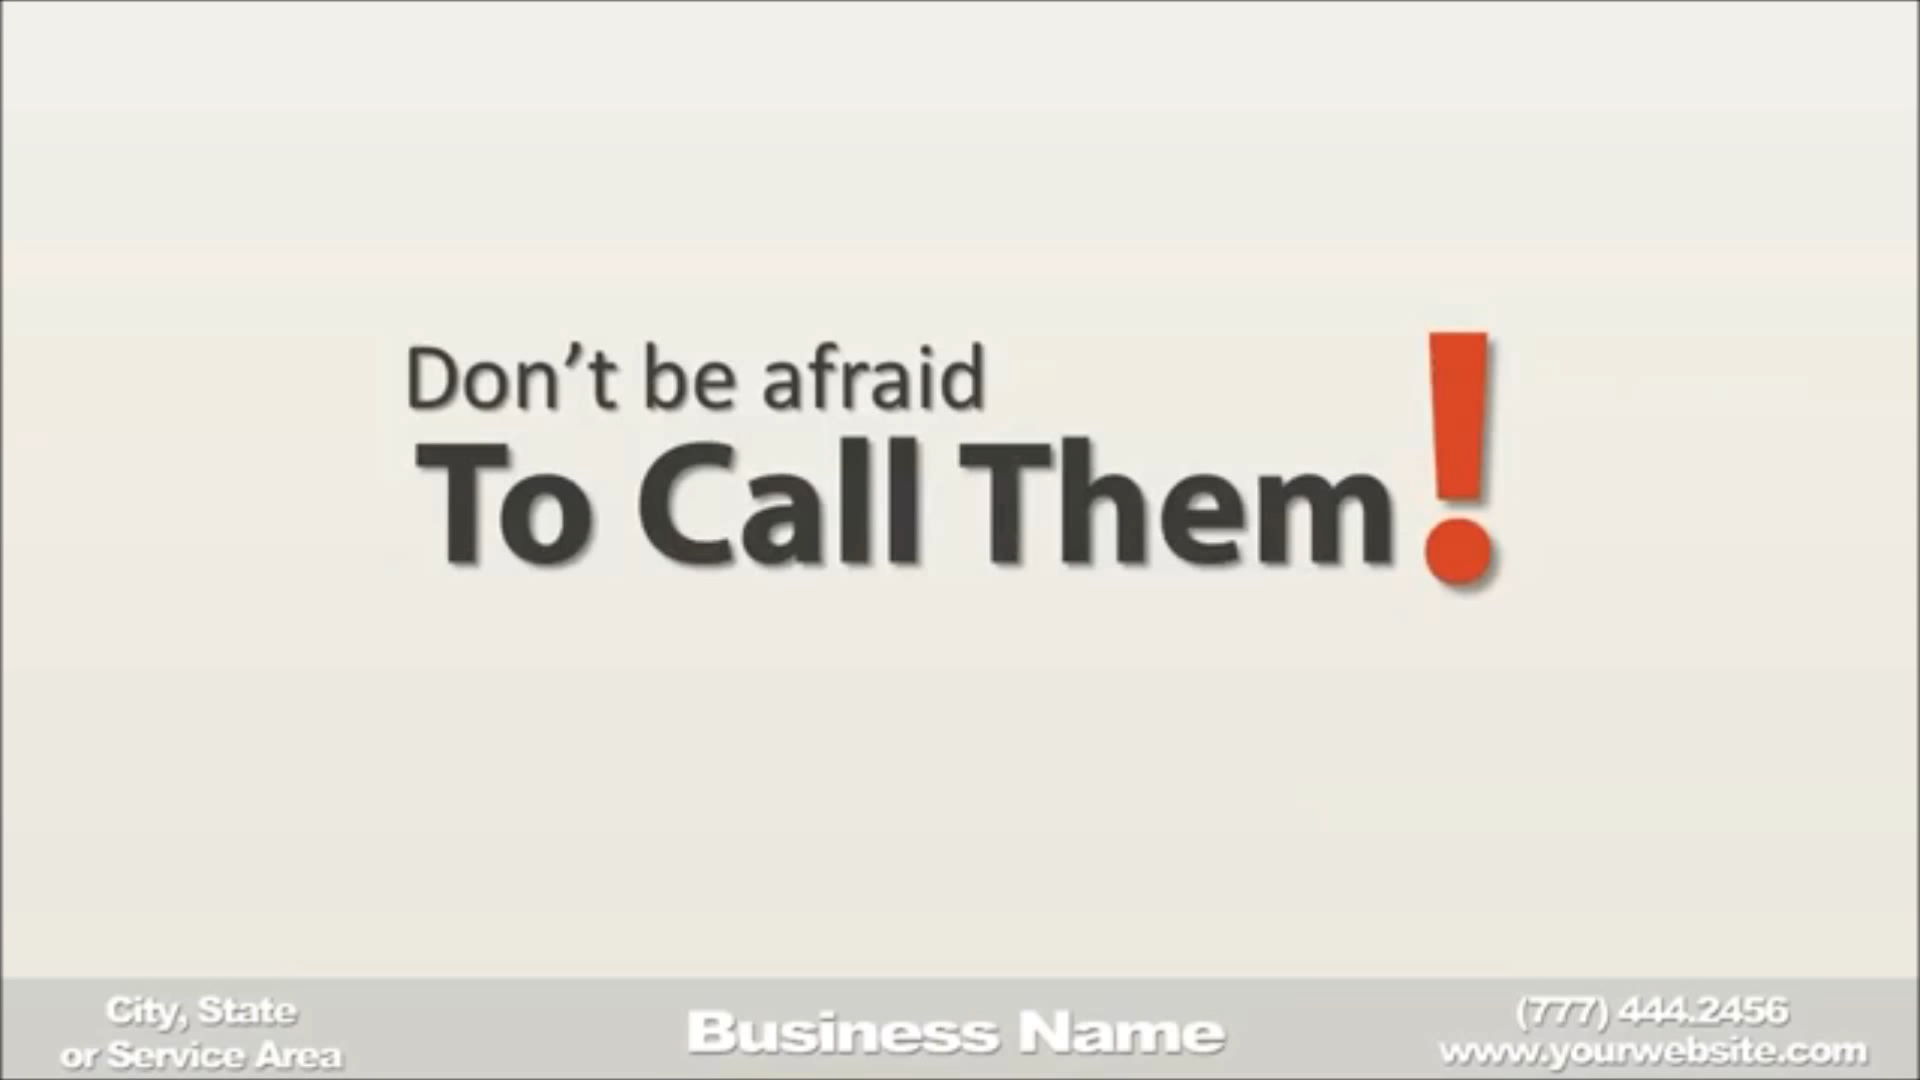 Don't be afraid
To Call Them!
City, State
or Service Area
Business Name
(777) 444.2456
www.yourwebsite.com